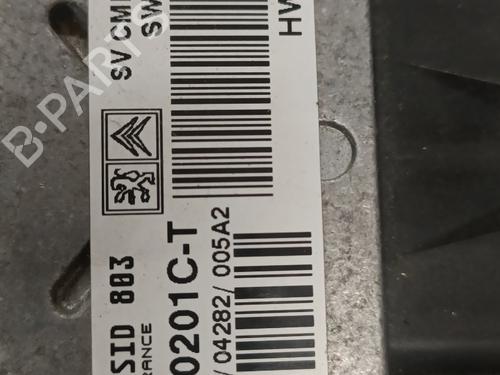 B-PARTS
SV CM
SW
HW
SID 803
RANCE
0201C-T
/ 04282/ 005A2